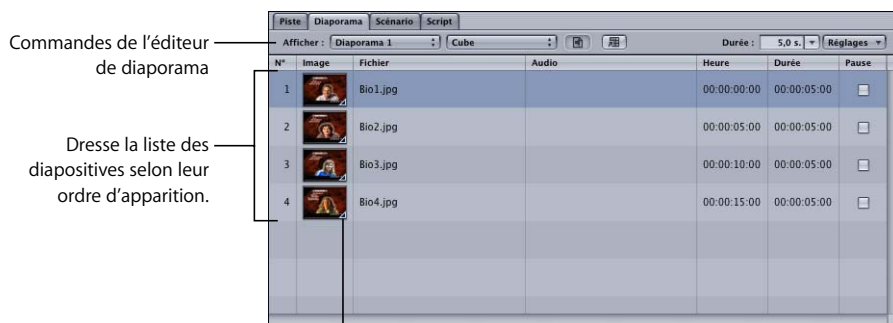 Piste Diaporama Scénario Script
Commandes de l'éditeur de diaporama
Afficher : Diaporama 1 Cube Durée : 5,0 s. Réglages
N° Image Fichier Audio Heure Durée Pause
1 Bio1.jpg 00:00:00:00 00:00:05:00
2 Bio2.jpg 00:00:05:00 00:00:05:00
Dresse la liste des diapositives selon leur ordre d'apparition.
3 Bio3.jpg 00:00:10:00 00:00:05:00
4 Bio4.jpg 00:00:15:00 00:00:05:00